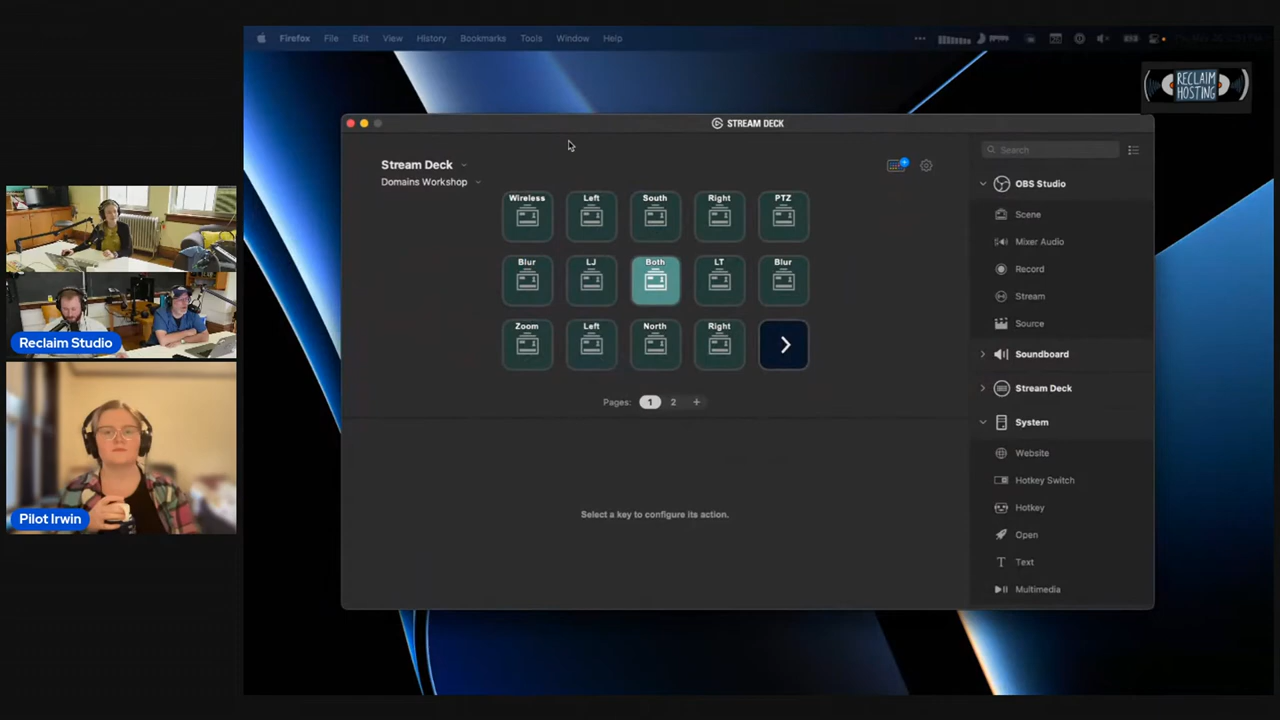 Firefox File Edit View History Bookmarks Tools Window Help
RECLAIM
HOSTING
STREAM DECK
Stream Deck
Domains Workshop
Search
Wireless Left South Right PTZ
Blur LJ Both LT Blur
Zoom Left North Right
Pages: 1 2 +
Select a key to configure its action.
OBS Studio
Scene
Mixer Audio
Record
Stream
Source
Soundboard
Stream Deck
System
Website
Hotkey Switch
Hotkey
Open
Text
Multimedia
Reclaim Studio
Pilot Irwin